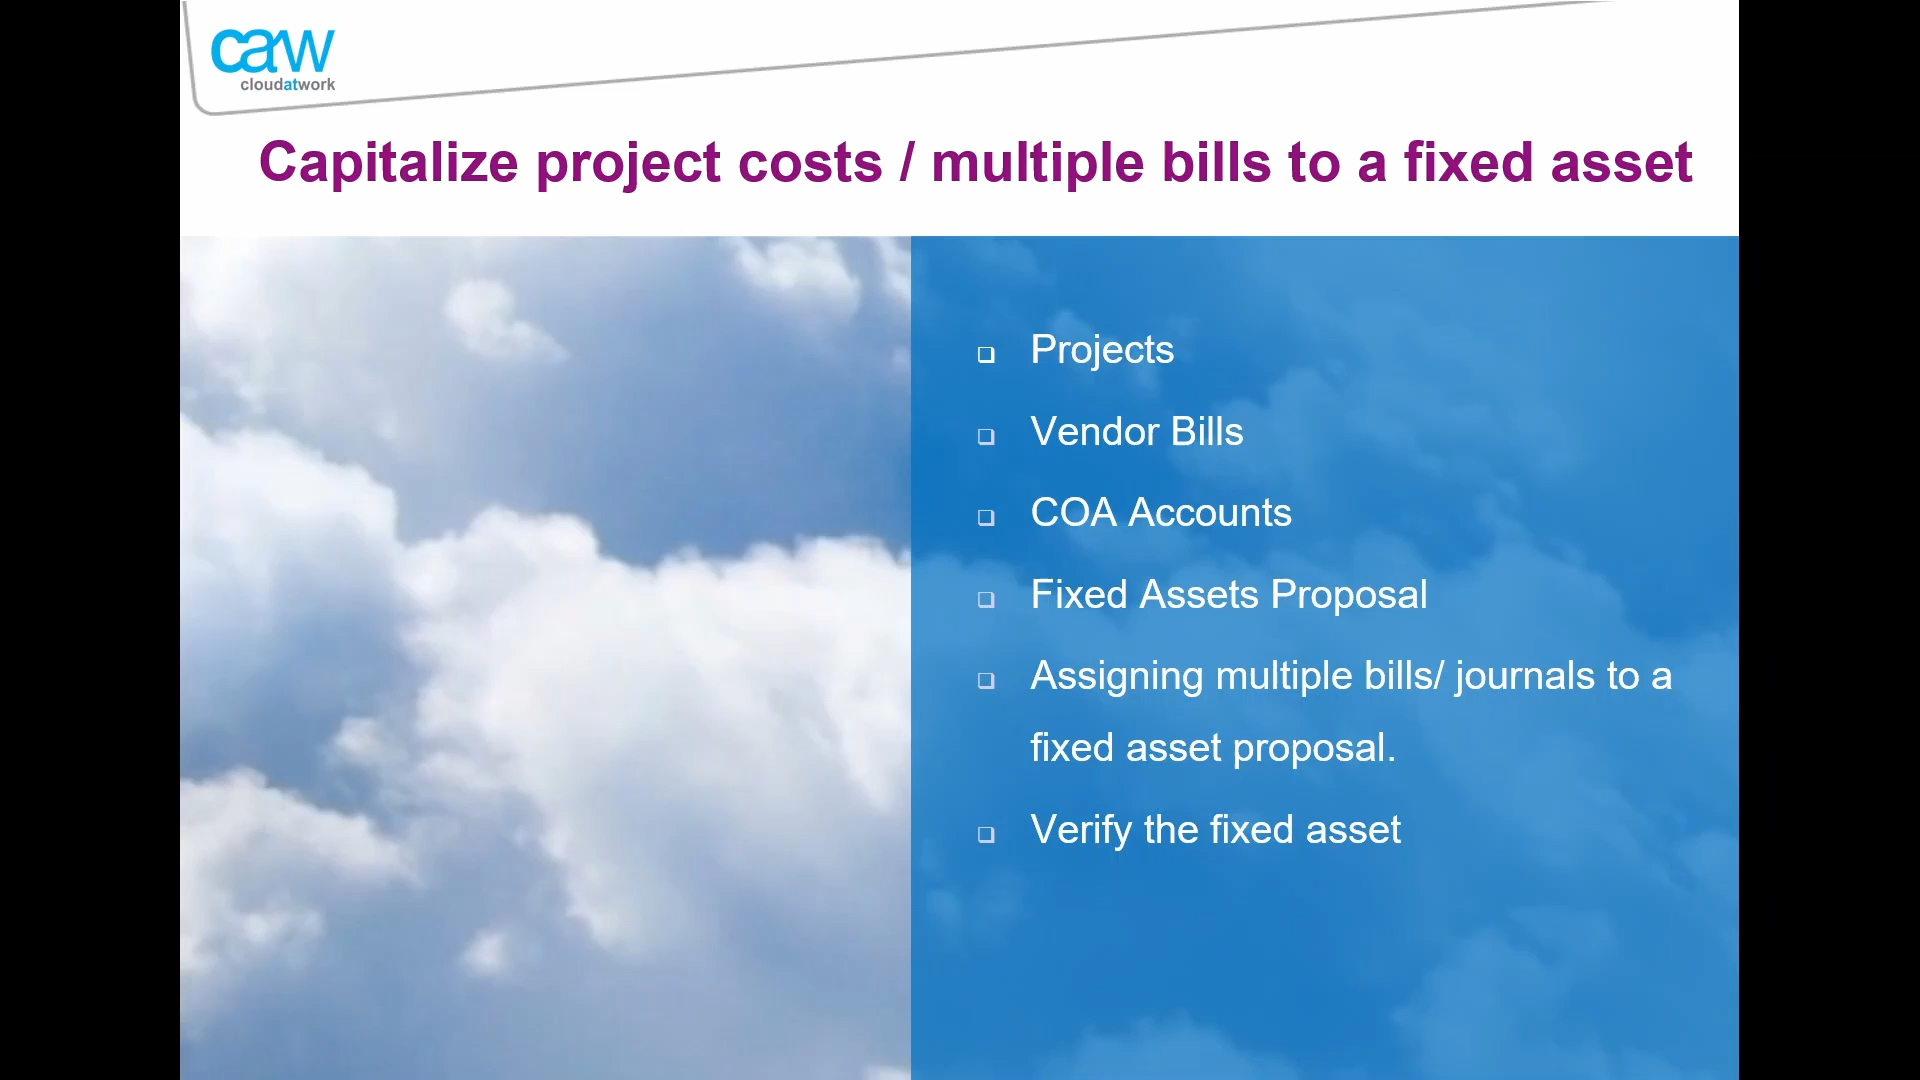 caw
cloudatwork
Capitalize project costs / multiple bills to a fixed asset
❑ Projects
❑ Vendor Bills
❑ COA Accounts
❑ Fixed Assets Proposal
❑ Assigning multiple bills/ journals to a
fixed asset proposal.
❑ Verify the fixed asset